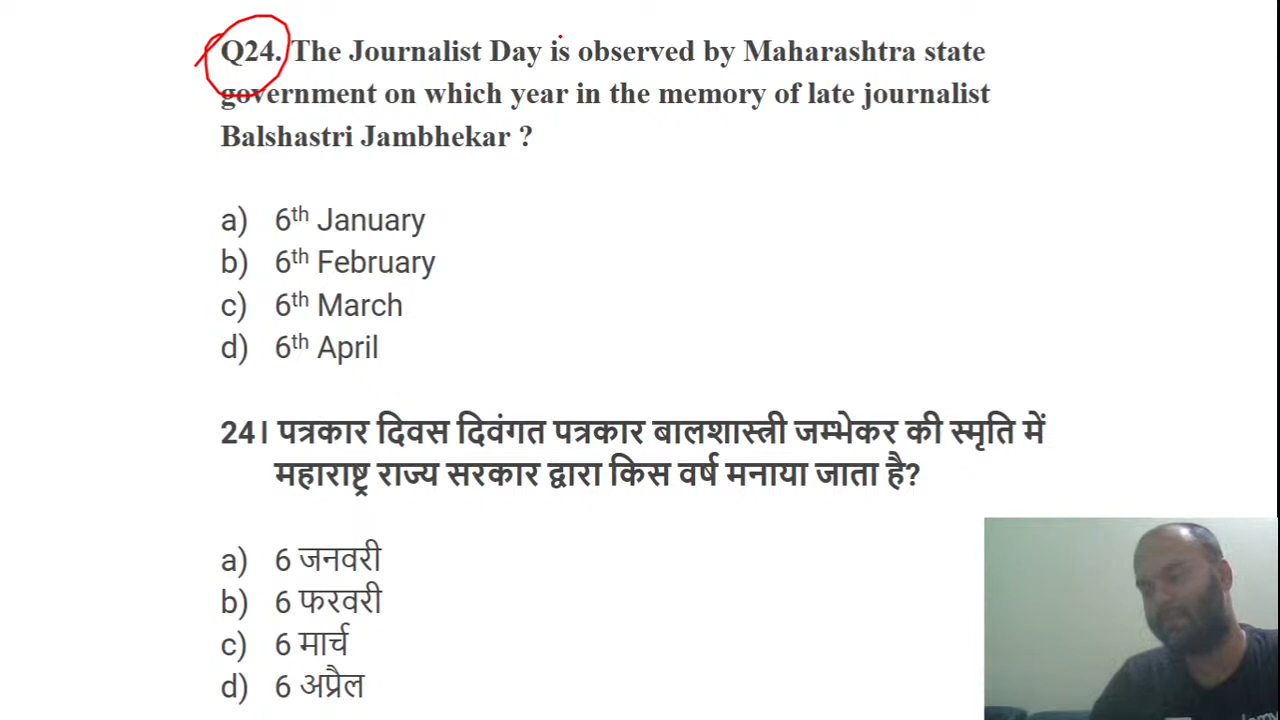 Q24. The Journalist Day is observed by Maharashtra state
government on which year in the memory of late journalist
Balshastri Jambhekar ?
a) 6th January
b) 6th February
c) 6th March
d) 6th April
24। पत्रकार दिवस दिवंगत पत्रकार बालशास्त्री जम्भेकर की स्मृति में
महाराष्ट्र राज्य सरकार द्वारा किस वर्ष मनाया जाता है?
a) 6 जनवरी
b) 6 फरवरी
c) 6 मार्च
d) 6 अप्रैल